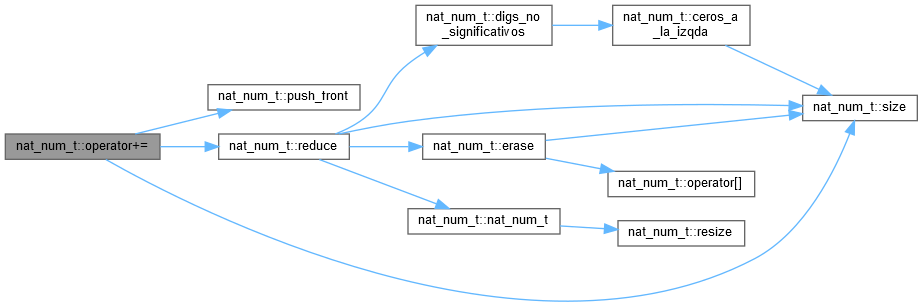 nat_num_t::digs_no
_significativos
nat_num_t::ceros_a
_la_izqda
nat_num_t::push_front
nat_num_t::size
nat_num_t::operator+=
nat_num_t::reduce
nat_num_t::erase
nat_num_t::operator[]
nat_num_t::nat_num_t
nat_num_t::resize